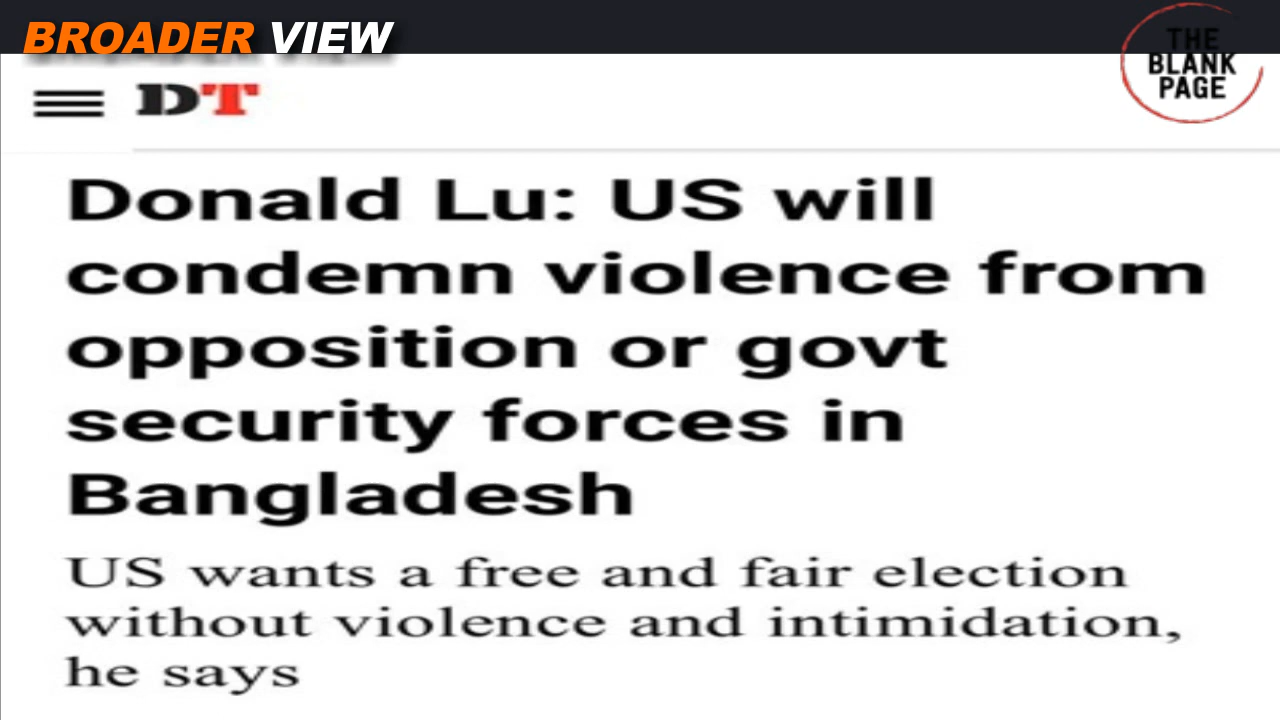 BROADER VIEW
THE
BLANK
PAGE
DT
Donald Lu: US will
condemn violence from
opposition or govt
security forces in
Bangladesh
US wants a free and fair election
without violence and intimidation,
he says